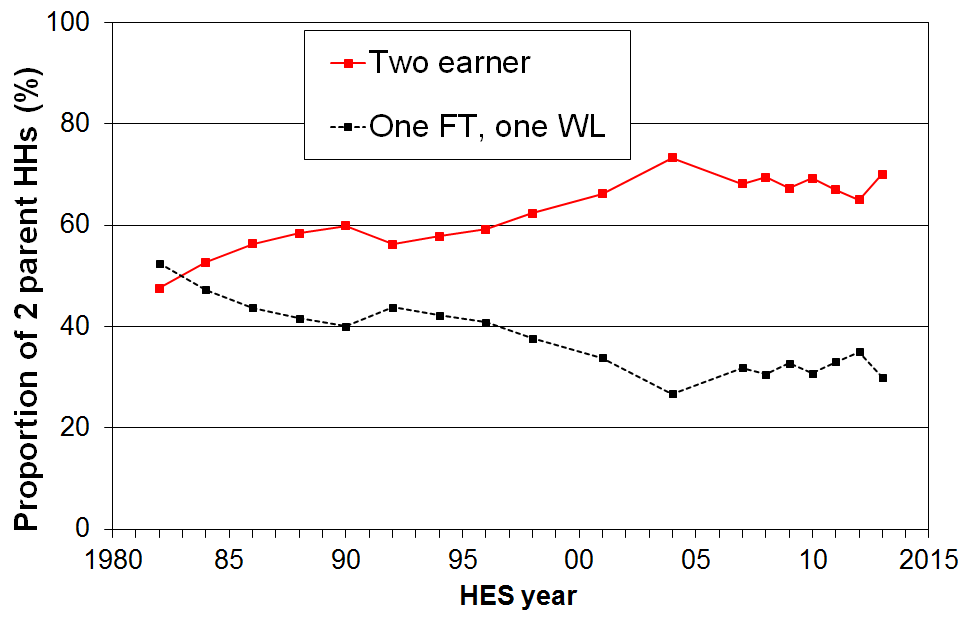 100
80
60
40
20
0
Proportion of 2 parent HHs (%)
Two earner
One FT, one WL
1980 85 90 95 00 05 10 2015
HES year